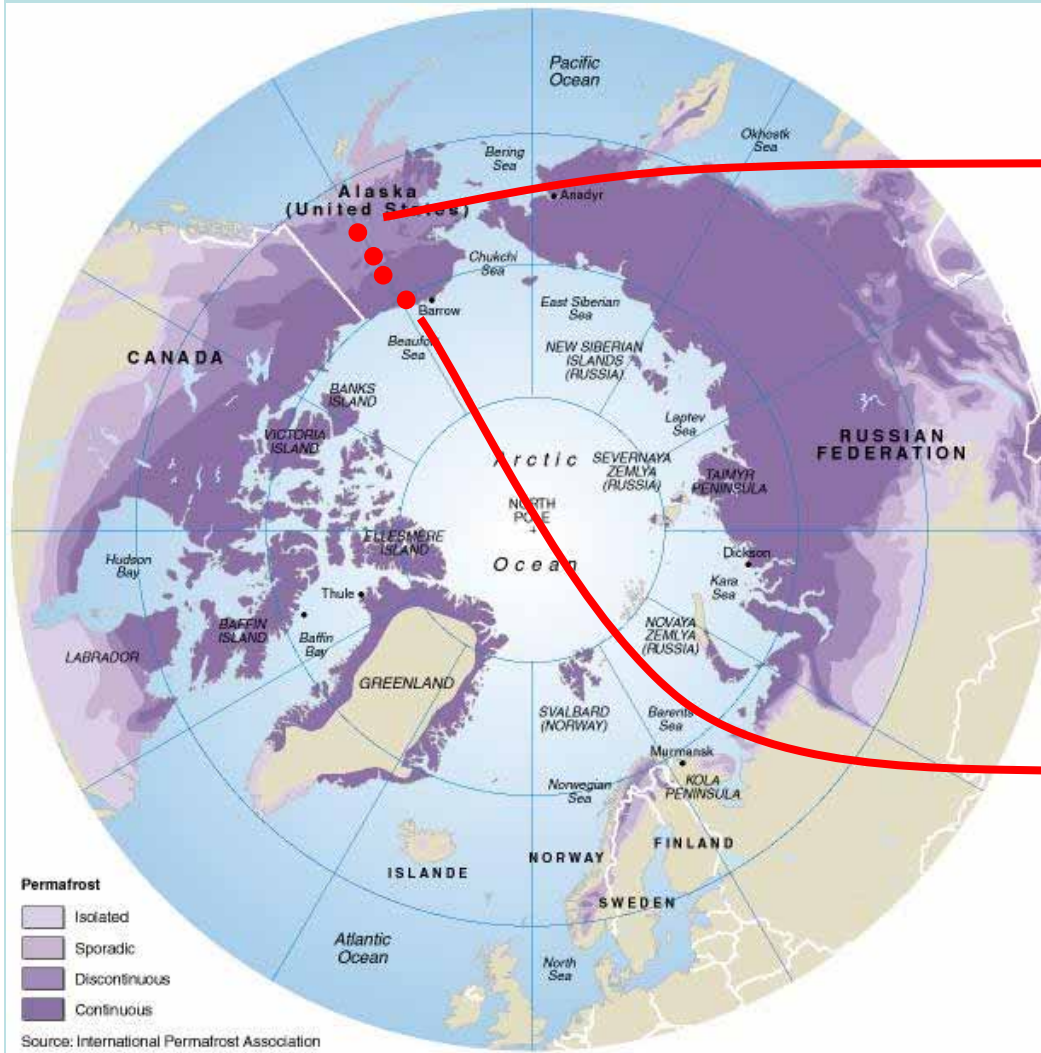 Pacific
Ocean
Okhostk
Sea
Bering
Sea
Alaska
(United States)
Anadyr
Chukchi
Sea
East Siberian
Sea
Barrow
Beaufort
Sea
NEW SIBERIAN
ISLANDS
(RUSSIA)
CANADA
BANKS
ISLAND
Laptev
Sea
VICTORIA
ISLAND
RUSSIAN
FEDERATION
Arctic
SEVERNAYA
ZEMLYA
(RUSSIA)
TAIMYR
PENINSULA
NORTH
POLE
ELLESMERE
ISLAND
Ocean
Dickson
Hudson
Bay
Kara
Sea
Thule
BAFFIN
ISLAND
Baffin
Bay
NOVAYA
ZEMLYA
(RUSSIA)
LABRADOR
GREENLAND
SVALBARD
(NORWAY)
Barents
Sea
Murmansk
Norwegian
Sea
KOLA
PENINSULA
FINLAND
NORWAY
ISLANDE
SWEDEN
Permafrost
Isolated
Sporadic
Discontinuous
Continuous
Atlantic
Ocean
North
Sea
Source: International Permafrost Association